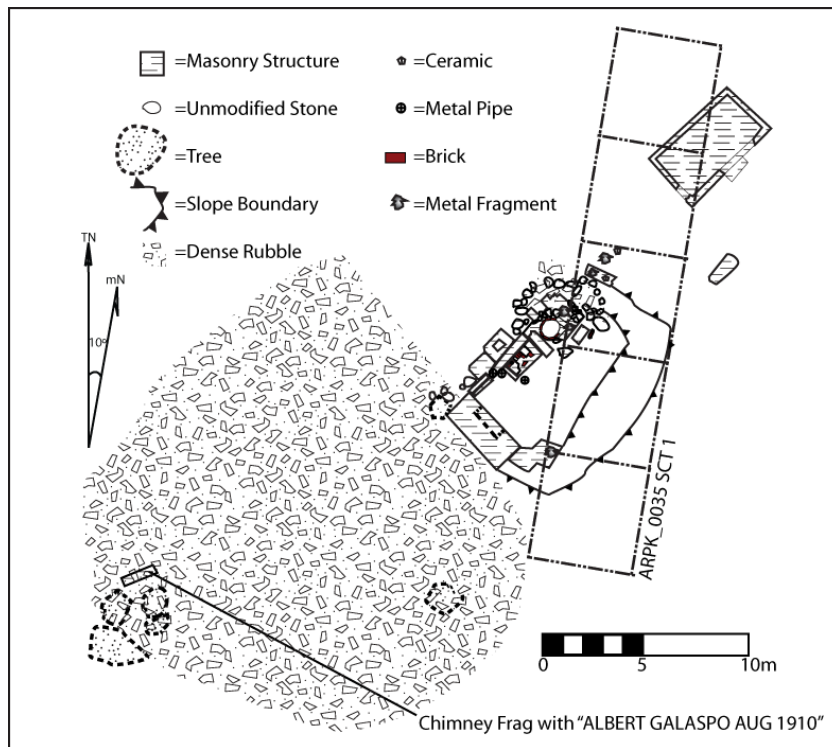 =Masonry Structure
=Ceramic
=Unmodified Stone
=Metal Pipe
=Tree
=Brick
=Slope Boundary
=Metal Fragment
=Dense Rubble
TN
mN
10º
ARPK_0035 SCT 1
0 5 10m
Chimney Frag with "ALBERT GALASPO AUG 1910"